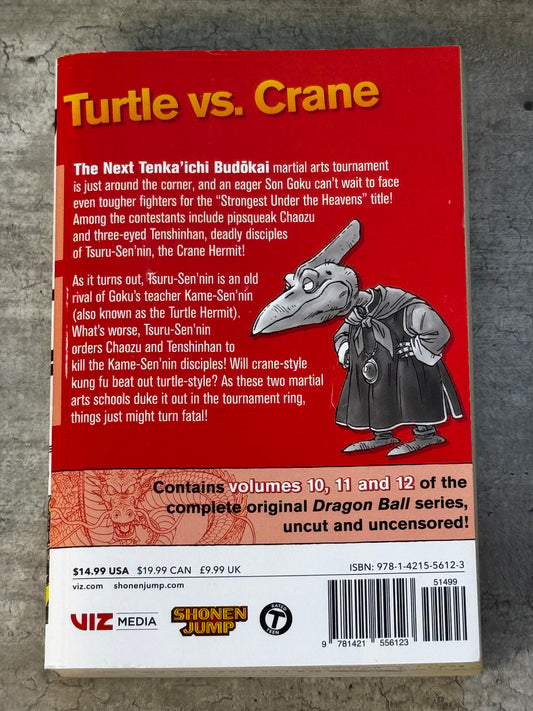 Turtle vs. Crane
The Next Tenka'ichi Budōkai martial arts tournament
is just around the corner, and an eager Son Goku can't wait to face
even tougher fighters for the "Strongest Under the Heavens" title!
Among the contestants include pipsqueak Chaozu
and three-eyed Tenshinhan, deadly disciples
of Tsuru-Sen'nin, the Crane Hermit!
As it turns out, Tsuru-Sen'nin is an old
rival of Goku's teacher Kame-Sen'nin
(also known as the Turtle Hermit).
What's worse, Tsuru-Sen'nin
orders Chaozu and Tenshinhan to
kill the Kame-Sen'nin disciples! Will crane-style
kung fu beat out turtle-style? As these two martial
arts schools duke it out in the tournament ring,
things just might turn fatal!
Contains volumes 10, 11 and 12 of the
complete original Dragon Ball series,
uncut and uncensored!
$14.99 USA $19.99 CAN £9.99 UK
viz.com shonenjump.com
ISBN: 978-1-4215-5612-3
51499
VIZ MEDIA
SHONEN
JUMP
RATED
T
TEEN
9 781421 556123